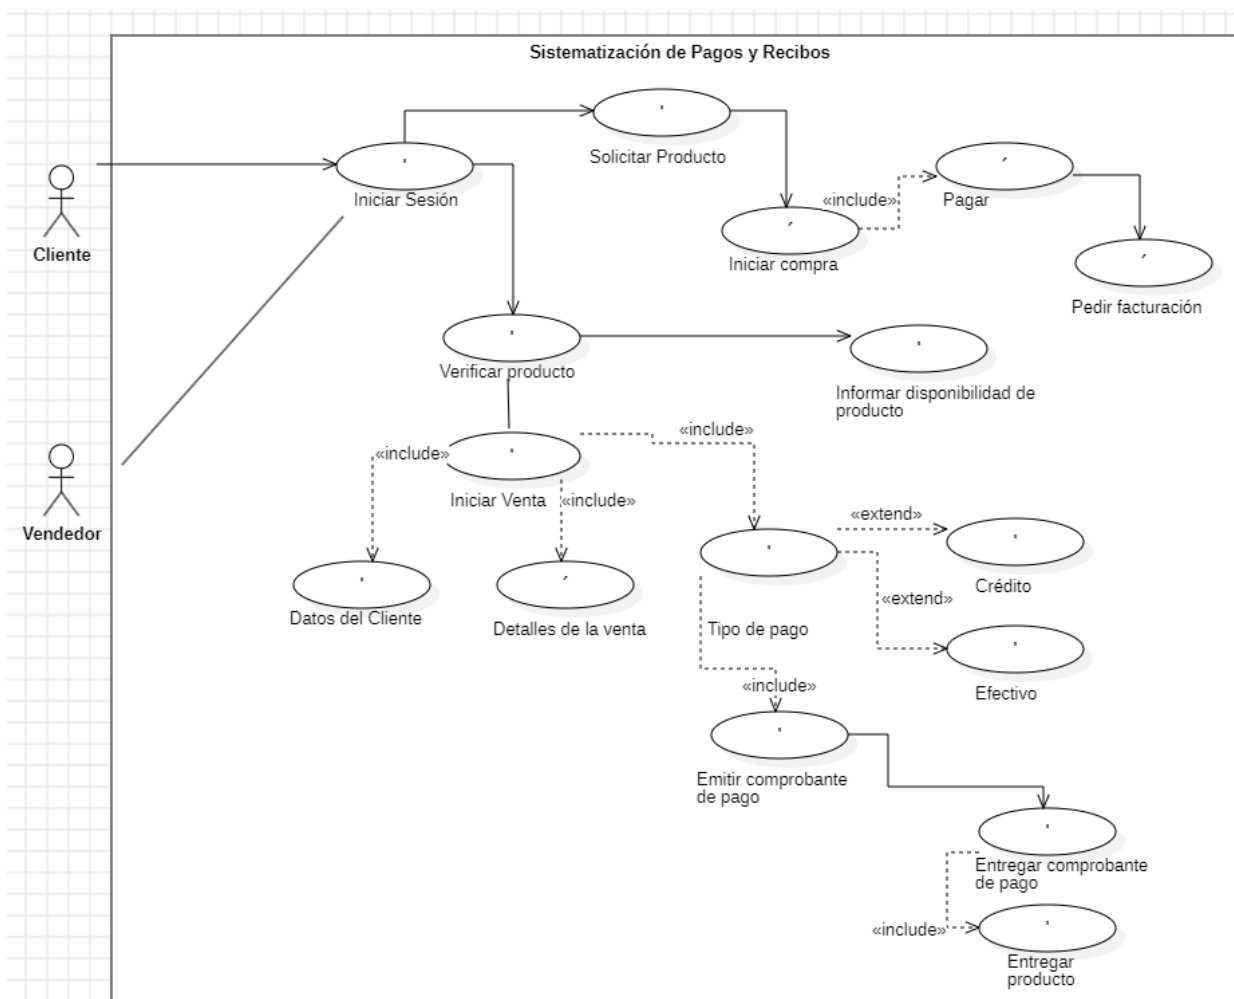 Sistematización de Pagos y Recibos
Solicitar Producto
Iniciar Sesión
«include»
Pagar
Cliente
Iniciar compra
Pedir facturación
Verificar producto
Informar disponibilidad de
producto
«include»
«include»
Iniciar Venta
«include»
Vendedor
«extend»
Crédito
«extend»
Datos del Cliente
Detalles de la venta
Tipo de pago
«include»
Efectivo
Emitir comprobante
de pago
Entregar comprobante
de pago
«include»
Entregar
producto